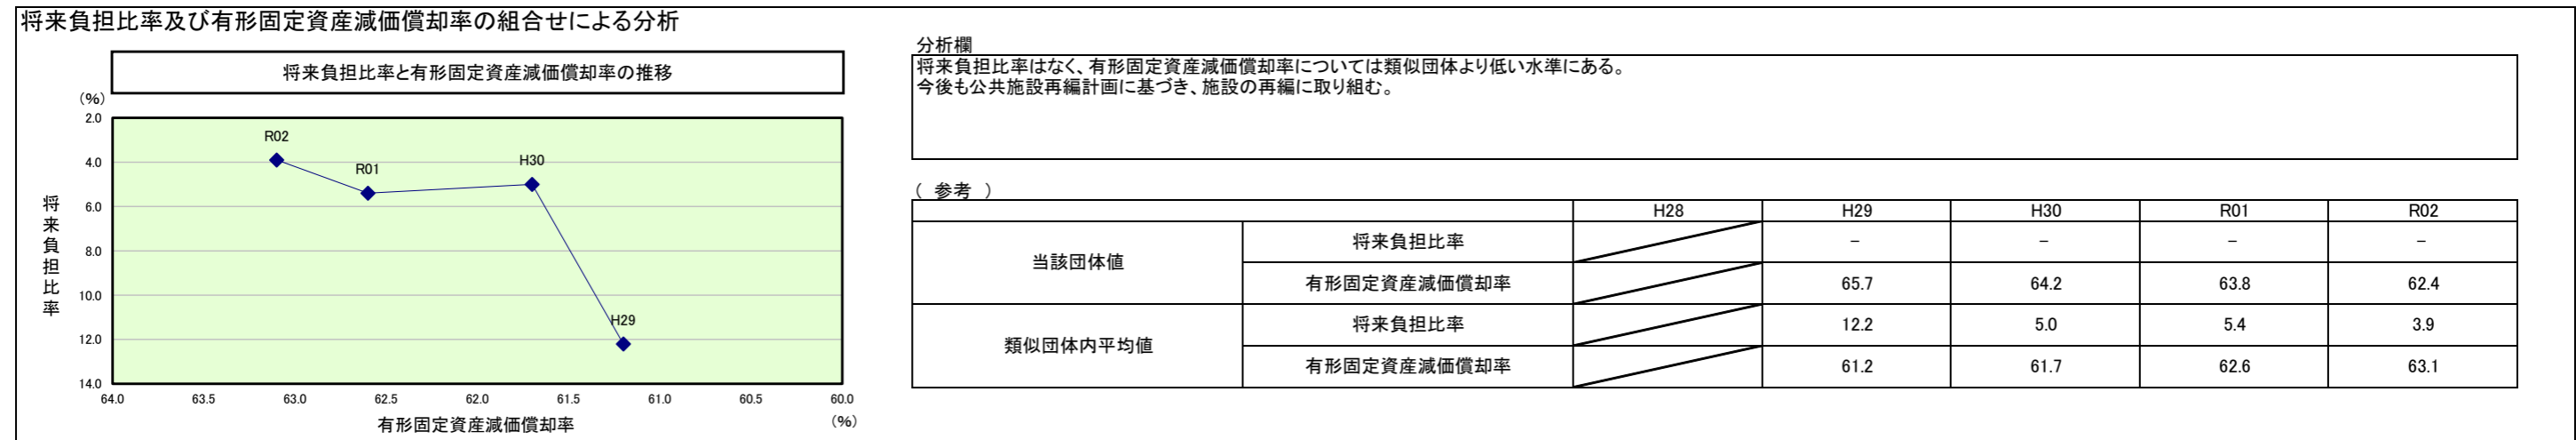 将来負担比率及び有形固定資産減価償却率の組合せによる分析
将来負担比率と有形固定資産減価償却率の推移
(%)
2.0
4.0
6.0
8.0
10.0
12.0
14.0
将来負担比率
R02
R01
H30
H29
64.0 63.5 63.0 62.5 62.0 61.5 61.0 60.5 60.0
有形固定資産減価償却率
(%)
分析欄
将来負担比率はなく、有形固定資産減価償却率については類似団体より低い水準にある。
今後も公共施設再編計画に基づき、施設の再編に取り組む。
( 参考 )
H28 H29 H30 R01 R02
当該団体値
将来負担比率 - - - -
有形固定資産減価償却率 65.7 64.2 63.8 62.4
類似団体内平均値
将来負担比率 12.2 5.0 5.4 3.9
有形固定資産減価償却率 61.2 61.7 62.6 63.1